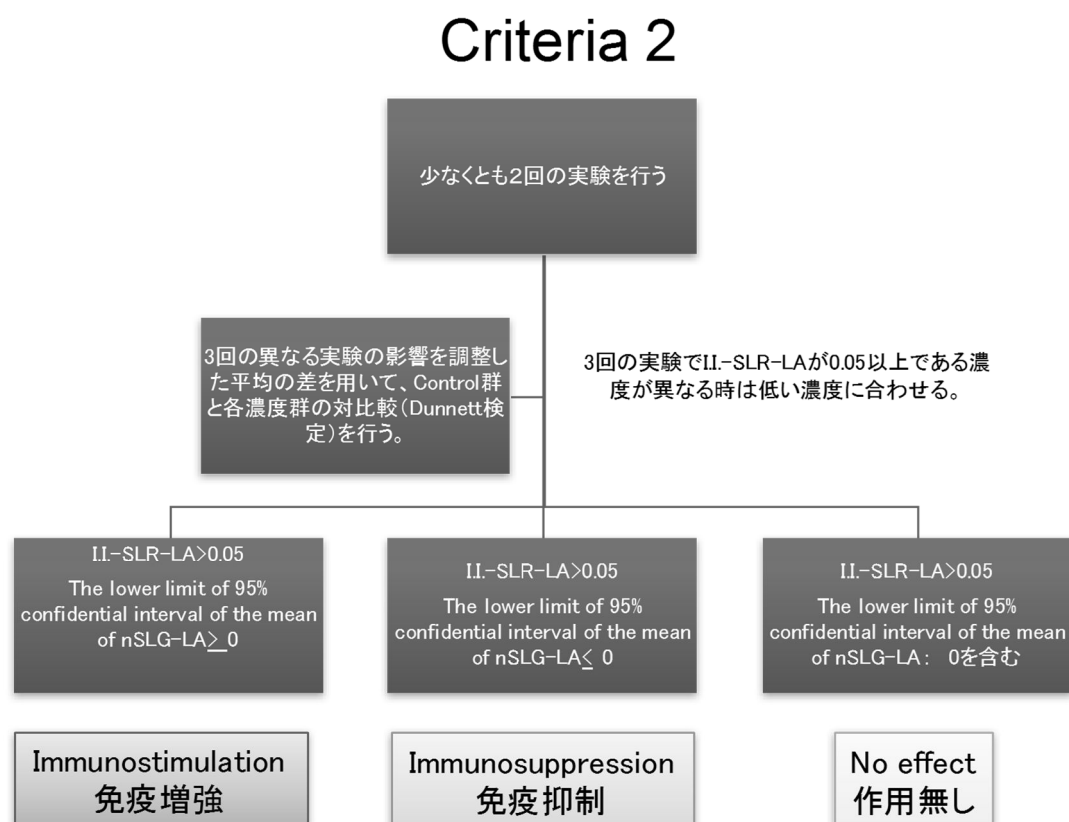 Criteria 2
少なくとも2回の実験を行う
3回の異なる実験の影響を調整し
た平均の差を用いて、Control群
と各濃度群の対比較(Dunnett検
定)を行う。
3回の実験でI.I.-SLR-LAが0.05以上である濃
度が異なる時は低い濃度に合わせる。
I.I.-SLR-LA>0.05
The lower limit of 95%
confidential interval of the mean
of nSLG-LA≧0
I.I.-SLR-LA>0.05
The lower limit of 95%
confidential interval of the mean
of nSLG-LA≦ 0
I.I.-SLR-LA>0.05
The lower limit of 95%
confidential interval of the mean
of nSLG-LA: 0を含む
Immunostimulation
免疫増強
Immunosuppression
免疫抑制
No effect
作用無し